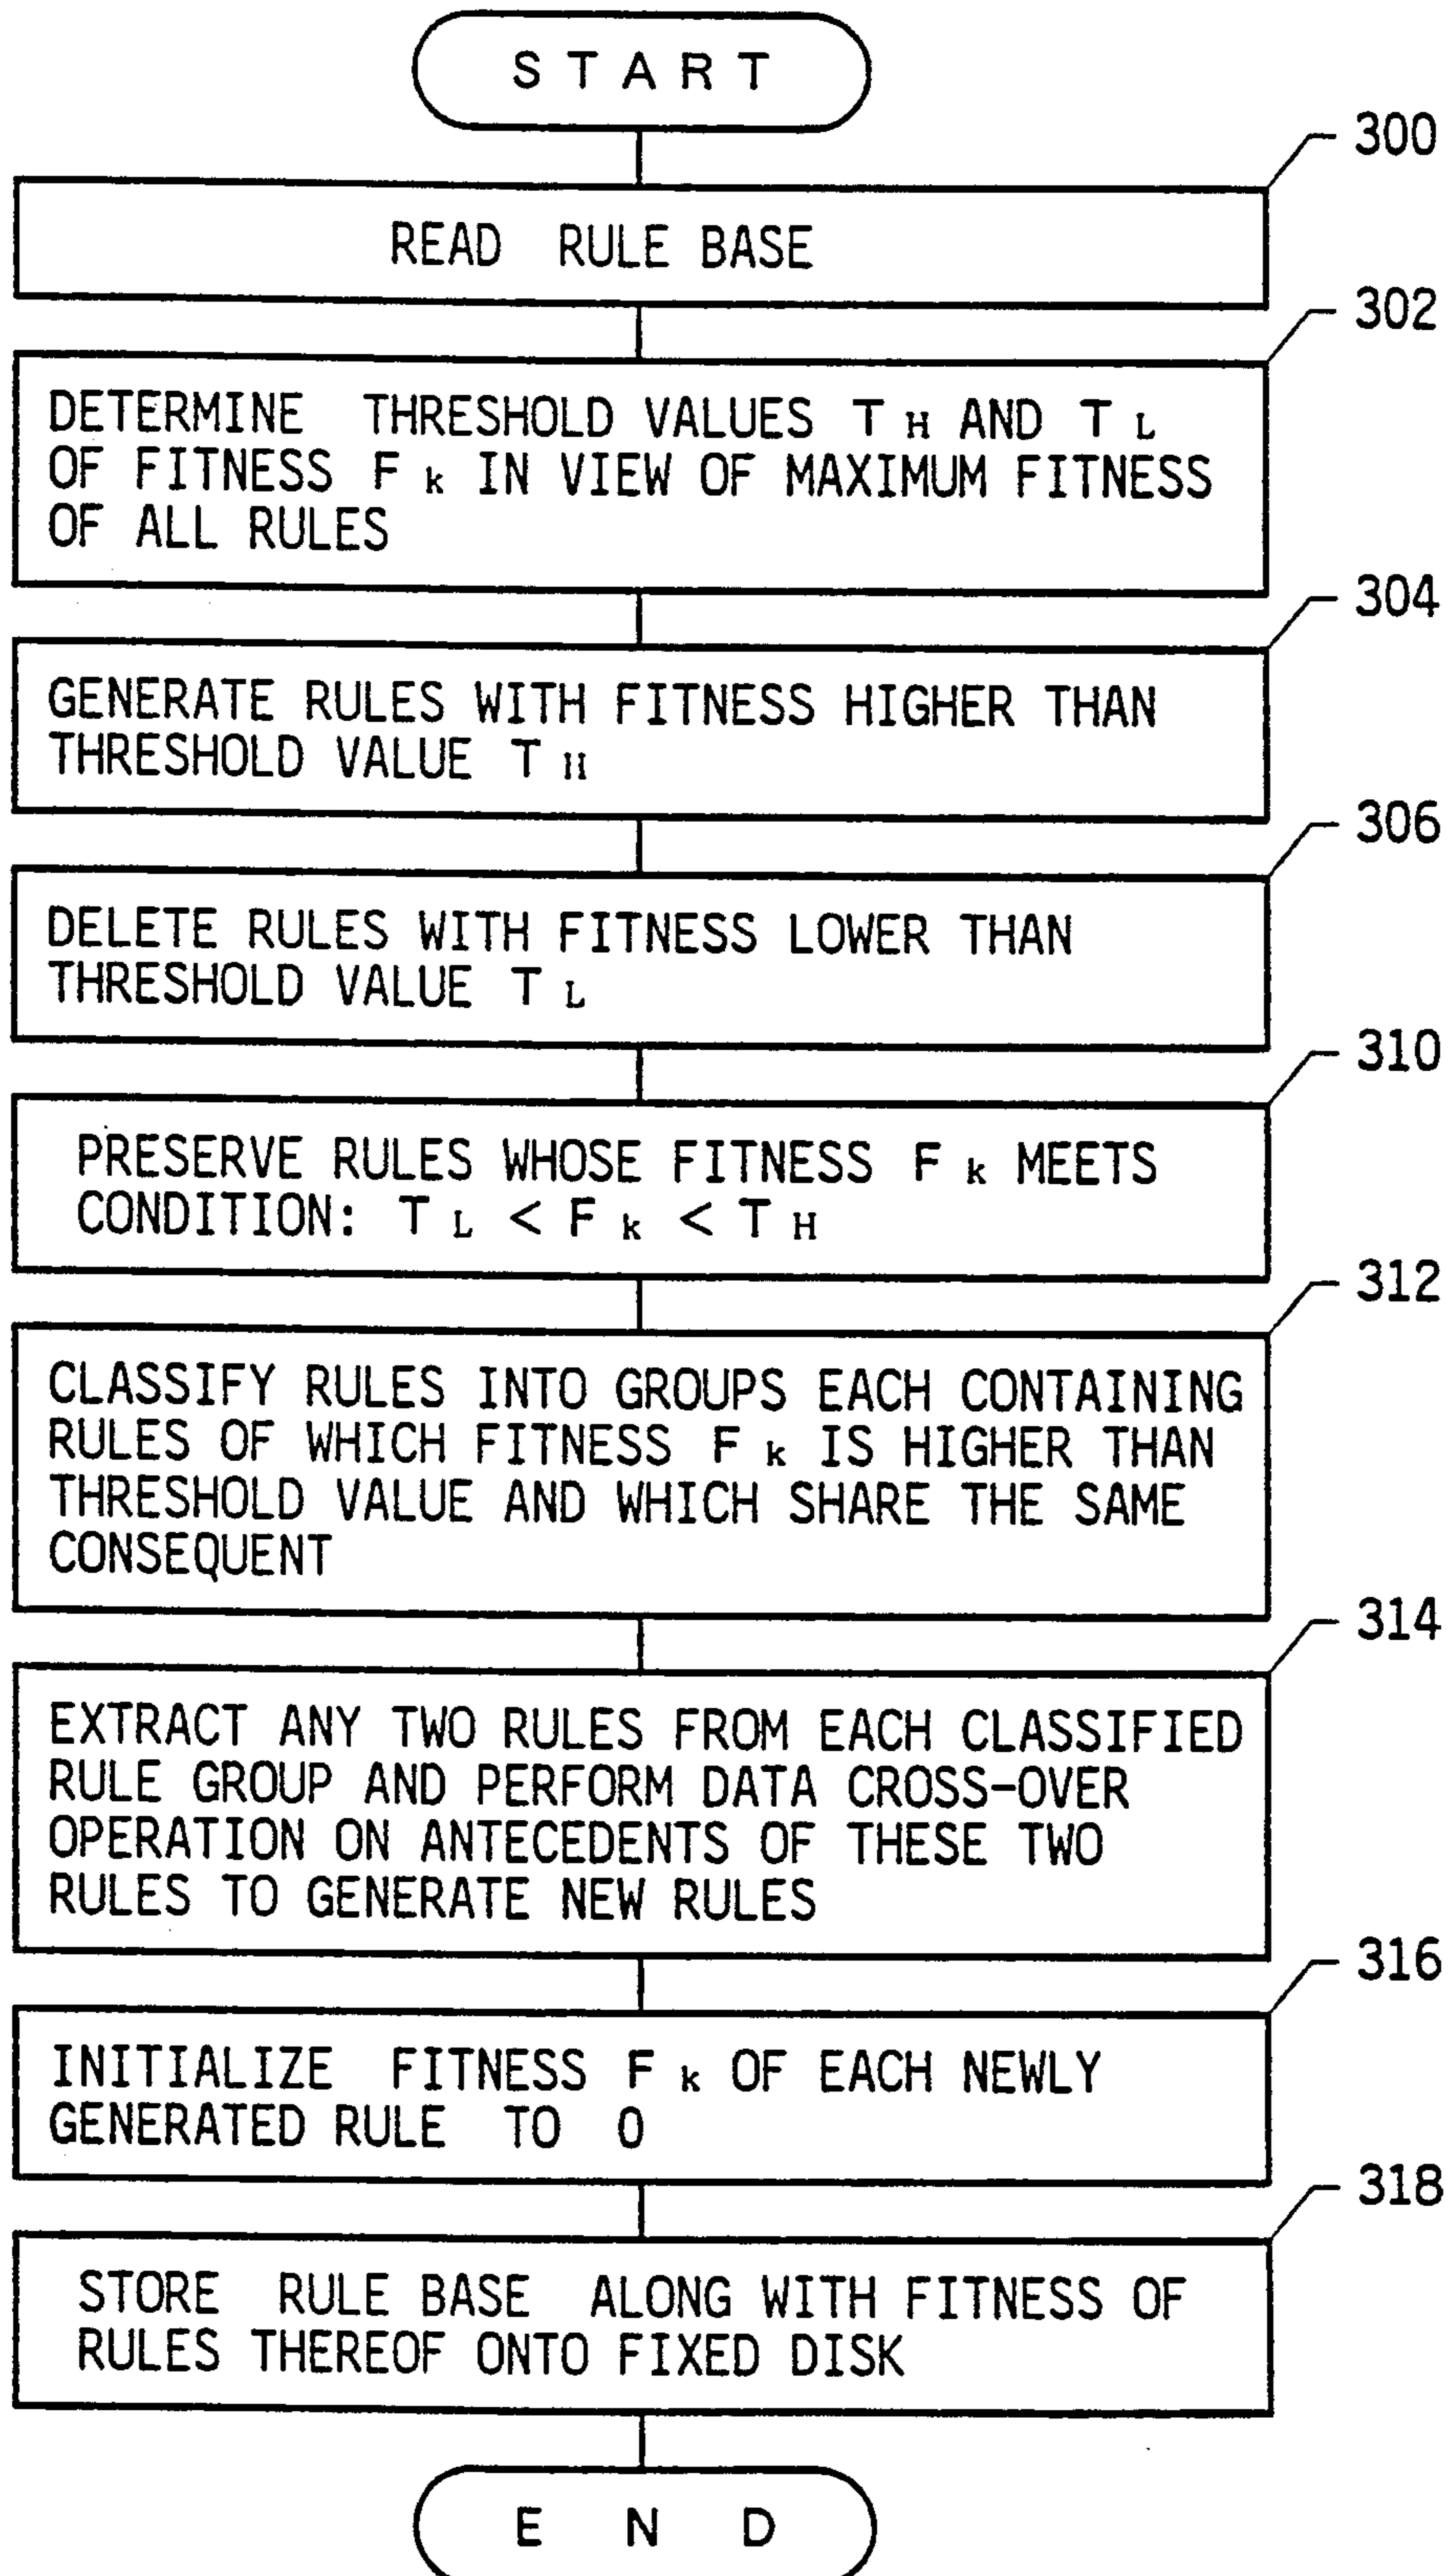 START
300
READ RULE BASE
302
DETERMINE THRESHOLD VALUES T H AND T L
OF FITNESS F k IN VIEW OF MAXIMUM FITNESS
OF ALL RULES
304
GENERATE RULES WITH FITNESS HIGHER THAN
THRESHOLD VALUE T H
306
DELETE RULES WITH FITNESS LOWER THAN
THRESHOLD VALUE T L
310
PRESERVE RULES WHOSE FITNESS F k MEETS
CONDITION: T L < F k < T H
312
CLASSIFY RULES INTO GROUPS EACH CONTAINING
RULES OF WHICH FITNESS F k IS HIGHER THAN
THRESHOLD VALUE AND WHICH SHARE THE SAME
CONSEQUENT
314
EXTRACT ANY TWO RULES FROM EACH CLASSIFIED
RULE GROUP AND PERFORM DATA CROSS-OVER
OPERATION ON ANTECEDENTS OF THESE TWO
RULES TO GENERATE NEW RULES
316
INITIALIZE FITNESS F k OF EACH NEWLY
GENERATED RULE TO 0
318
STORE RULE BASE ALONG WITH FITNESS OF
RULES THEREOF ONTO FIXED DISK
END